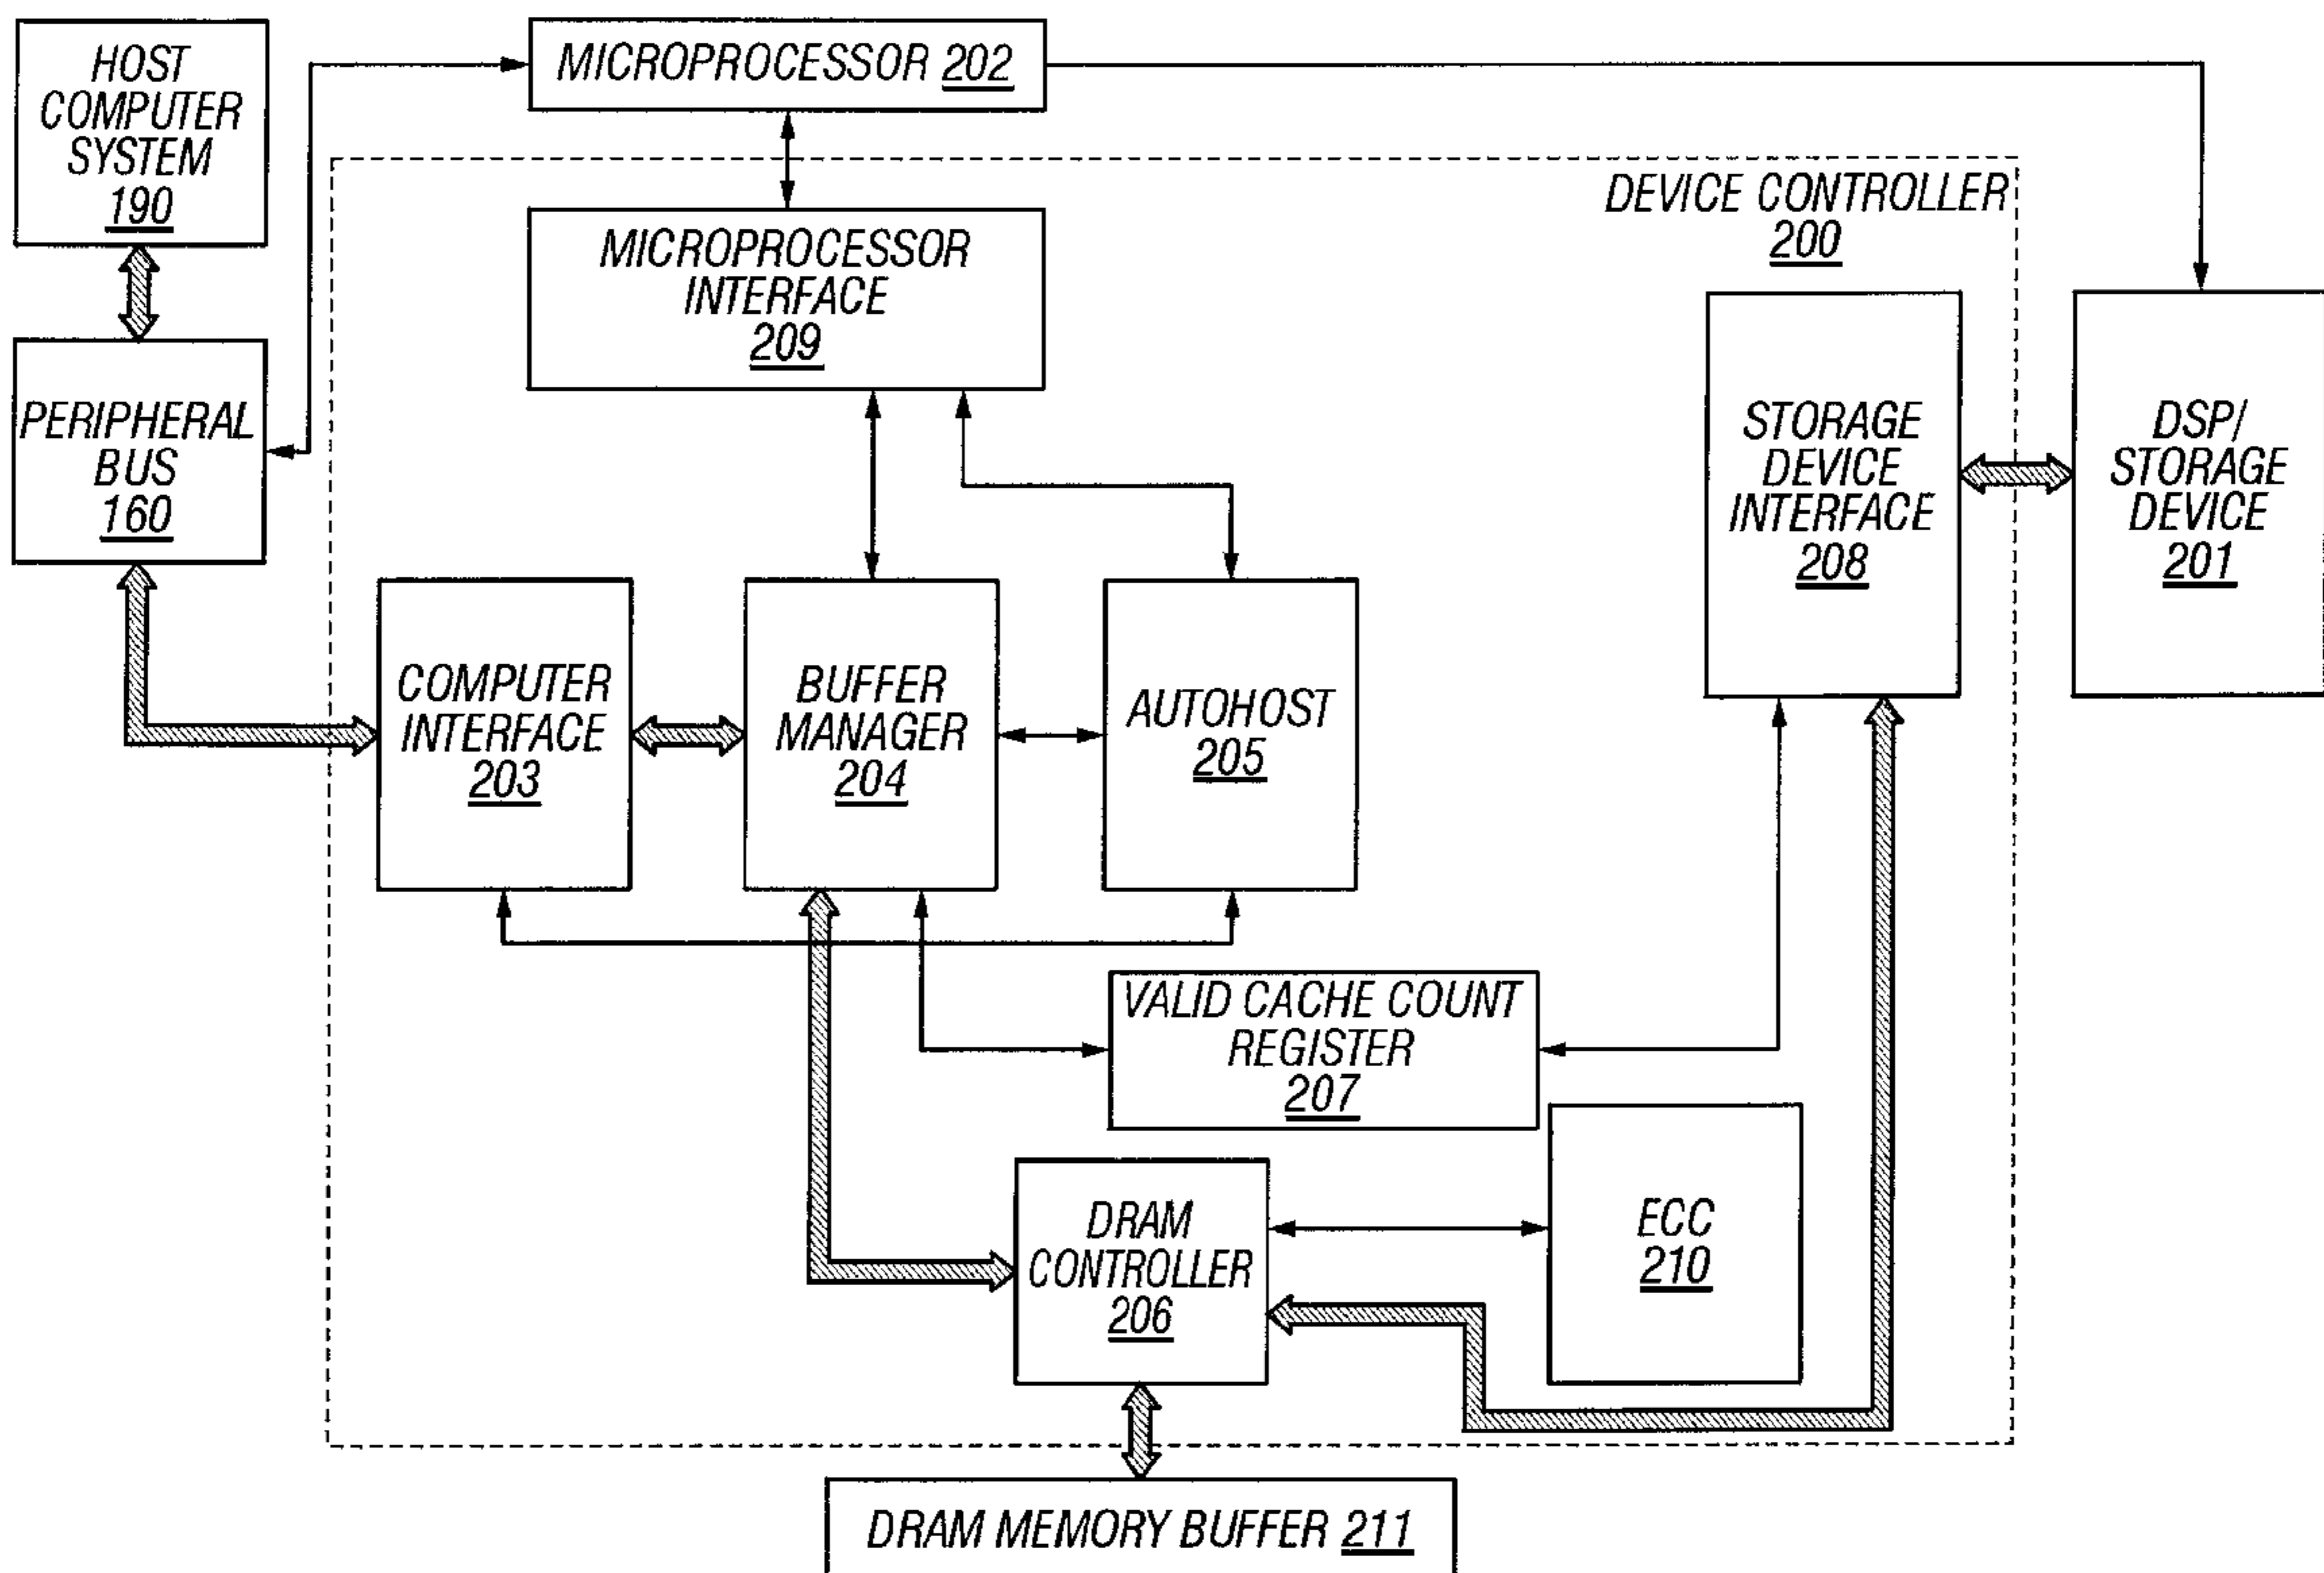 HOST
COMPUTER
SYSTEM
190
MICROPROCESSOR 202
DEVICE CONTROLLER
200
MICROPROCESSOR
INTERFACE
209
PERIPHERAL
BUS
160
STORAGE
DEVICE
INTERFACE
208
DSP/
STORAGE
DEVICE
201
COMPUTER
INTERFACE
203
BUFFER
MANAGER
204
AUTOHOST
205
VALID CACHE COUNT
REGISTER
207
DRAM
CONTROLLER
206
ECC
210
DRAM MEMORY BUFFER 211